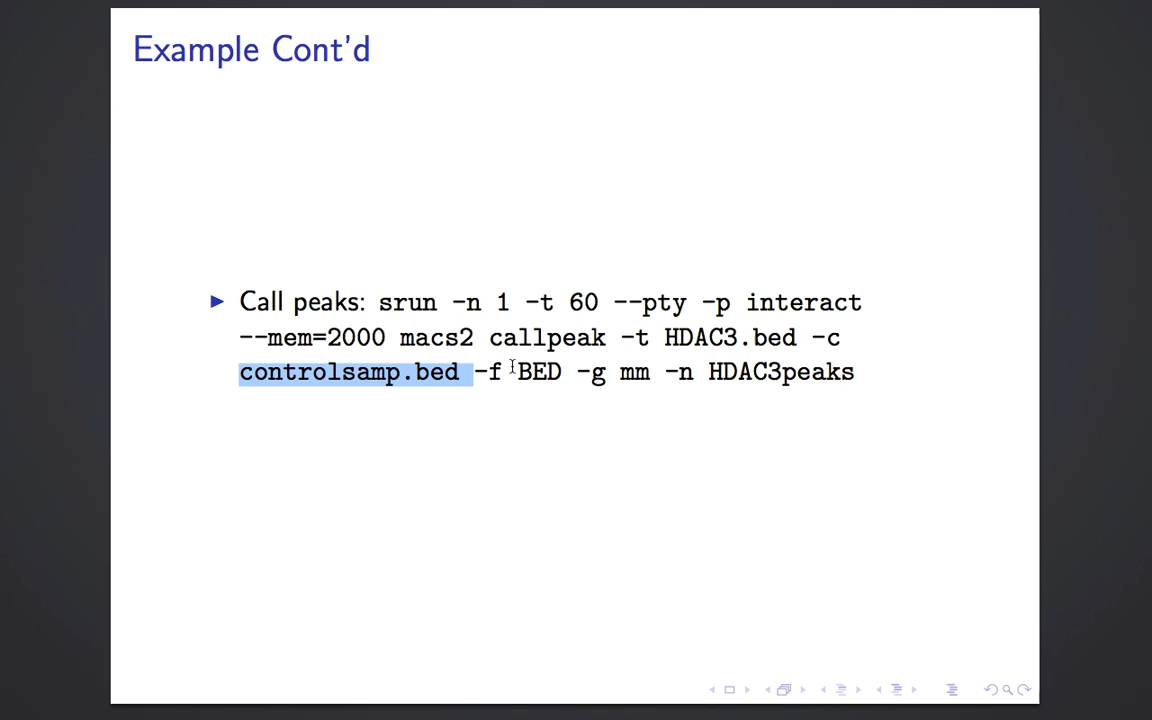 Example Cont'd
Call peaks: srun -n 1 -t 60 --pty -p interact
--mem=2000 macs2 callpeak -t HDAC3.bed -c
controlsamp.bed -f BED -g mm -n HDAC3peaks